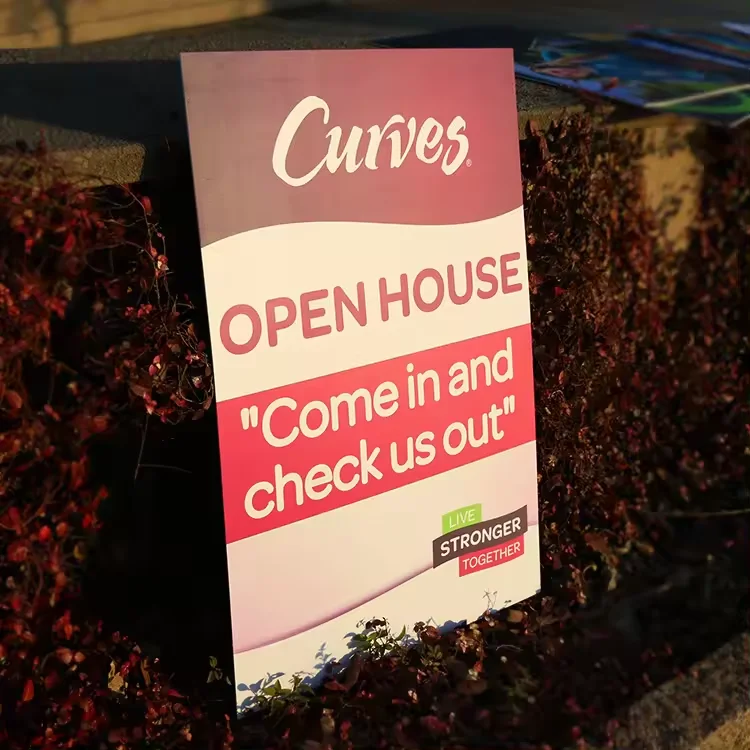 Curves®
OPEN HOUSE
"Come in and
check us out"
LIVE
STRONGER
TOGETHER